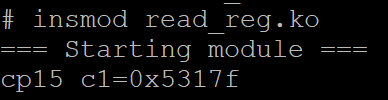 # insmod read_reg.ko
=== Starting module ===
cp15 c1=0x5317f